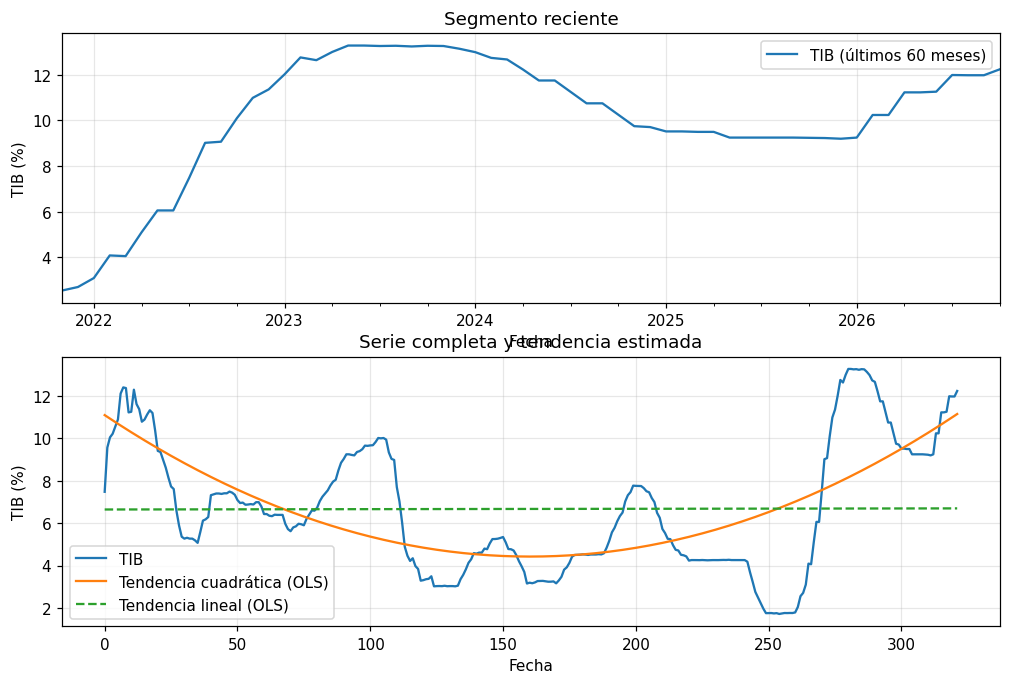 Segmento reciente
TIB (%)
12
10
8
6
4
TIB (últimos 60 meses)
2022 2023 2024 2025 2026
Fecha
Serie completa y tendencia estimada
TIB (%)
12
10
8
6
4
2
TIB
Tendencia cuadrática (OLS)
Tendencia lineal (OLS)
0 50 100 150 200 250 300
Fecha